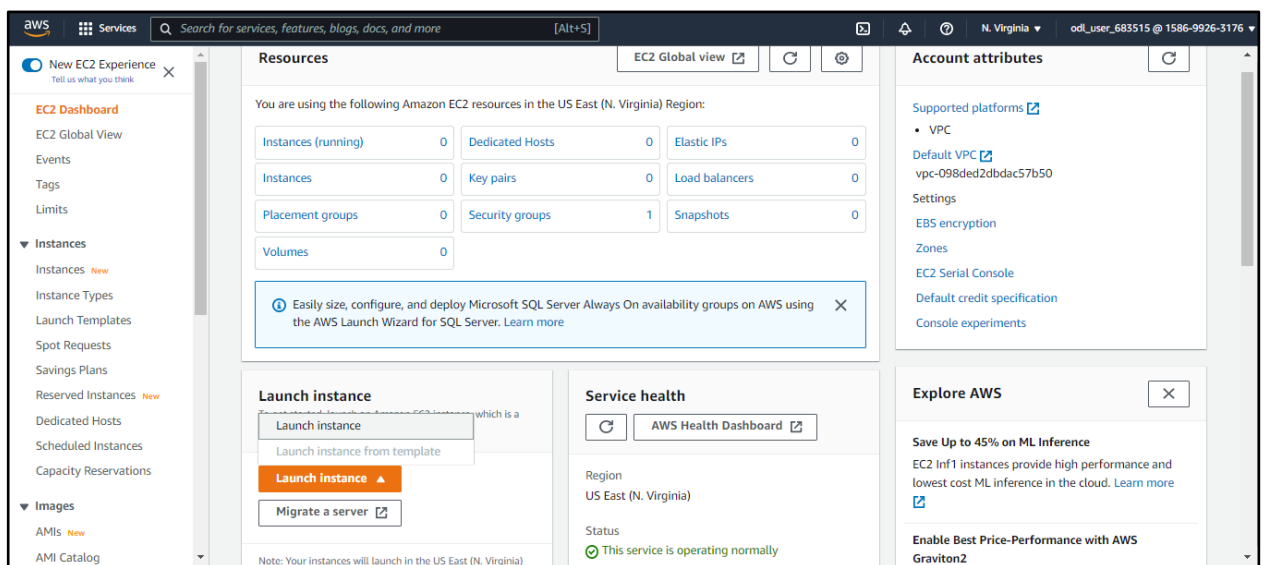 aws
Services
Search for services, features, blogs, docs, and more
[Alt+S]
N. Virginia
odl_user_683515 @ 1586-9926-3176
New EC2 Experience
Tell us what you think
EC2 Dashboard
EC2 Global View
Events
Tags
Limits
Instances
Instances New
Instance Types
Launch Templates
Spot Requests
Savings Plans
Reserved Instances New
Dedicated Hosts
Scheduled Instances
Capacity Reservations
Images
AMIs New
AMI Catalog
Resources
EC2 Global view
You are using the following Amazon EC2 resources in the US East (N. Virginia) Region:
Instances (running) 0
Dedicated Hosts 0
Elastic IPs 0
Instances 0
Key pairs 0
Load balancers 0
Placement groups 0
Security groups 1
Snapshots 0
Volumes 0
Easily size, configure, and deploy Microsoft SQL Server Always On availability groups on AWS using
the AWS Launch Wizard for SQL Server. Learn more
Launch instance
To get started, launch an Amazon EC2 instance, which is a
Launch instance
Launch instance from template
Launch instance
Migrate a server
Note: Your instances will launch in the US East (N. Virginia)
Service health
AWS Health Dashboard
Region
US East (N. Virginia)
Status
This service is operating normally
Account attributes
Supported platforms
• VPC
Default VPC
vpc-098ded2dbdac57b50
Settings
EBS encryption
Zones
EC2 Serial Console
Default credit specification
Console experiments
Explore AWS
Save Up to 45% on ML Inference
EC2 Inf1 instances provide high performance and
lowest cost ML inference in the cloud. Learn more
Enable Best Price-Performance with AWS
Graviton2